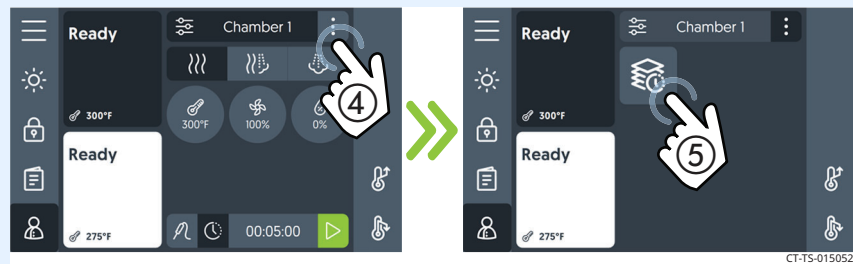 Ready
300°F
Ready
275°F
Chamber 1
300°F
100%
0%
00:05:00
4
Ready
300°F
Ready
275°F
Chamber 1
5
CT-TS-015052